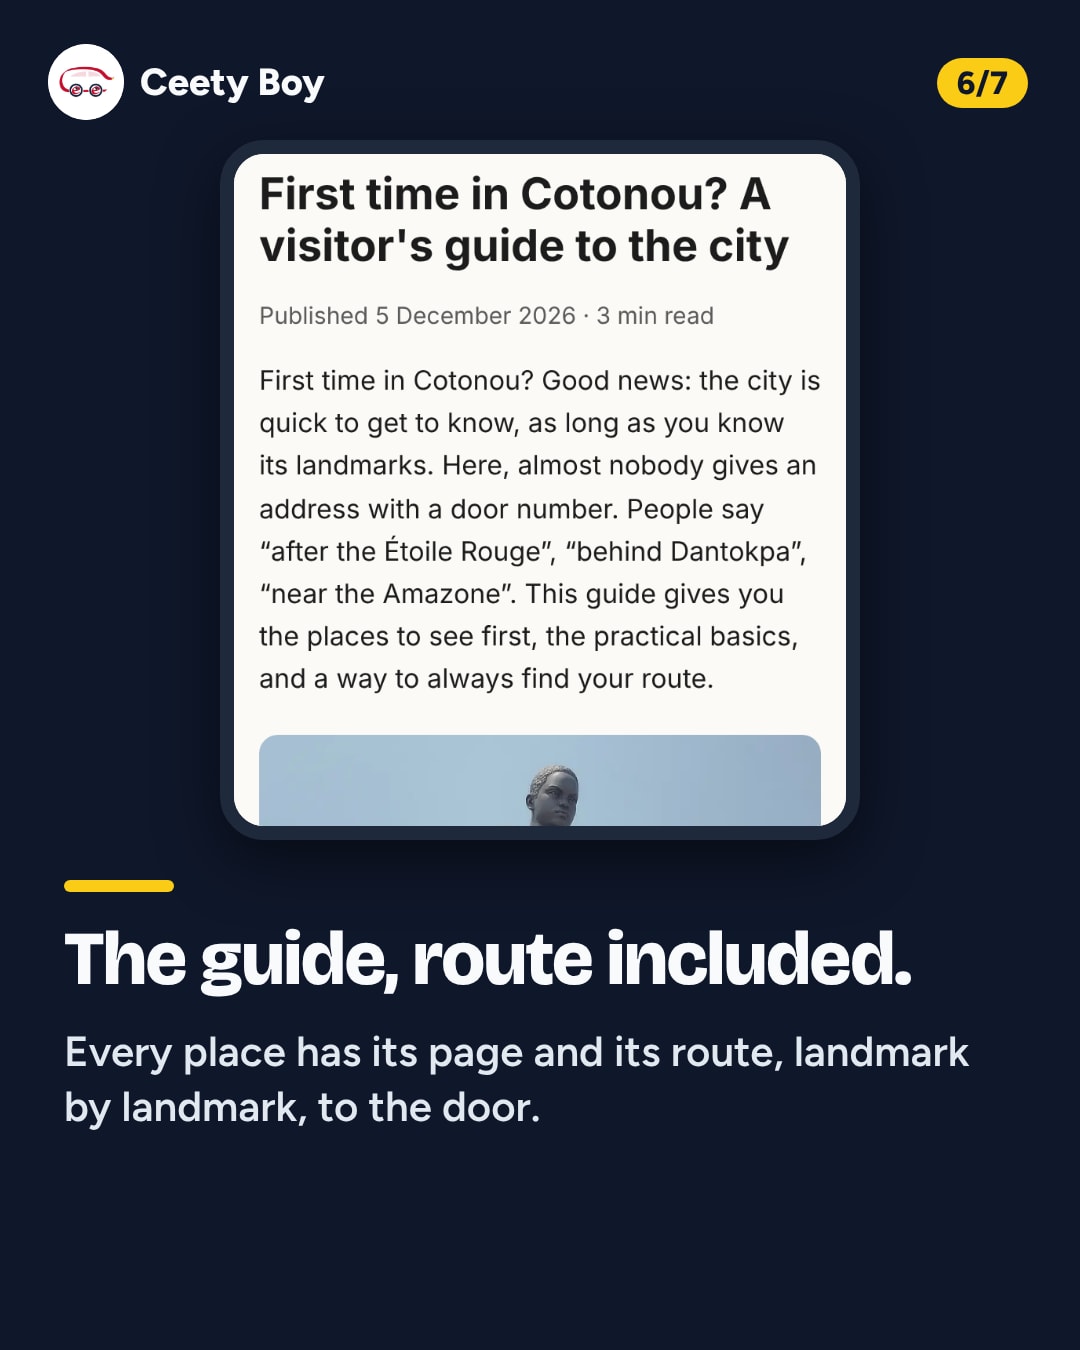 Ceety Boy
6/7
First time in Cotonou? A
visitor's guide to the city
Published 5 December 2026 · 3 min read
First time in Cotonou? Good news: the city is
quick to get to know, as long as you know
its landmarks. Here, almost nobody gives an
address with a door number. People say
“after the Étoile Rouge”, “behind Dantokpa”,
“near the Amazone”. This guide gives you
the places to see first, the practical basics,
and a way to always find your route.
The guide, route included.
Every place has its page and its route, landmark
by landmark, to the door.